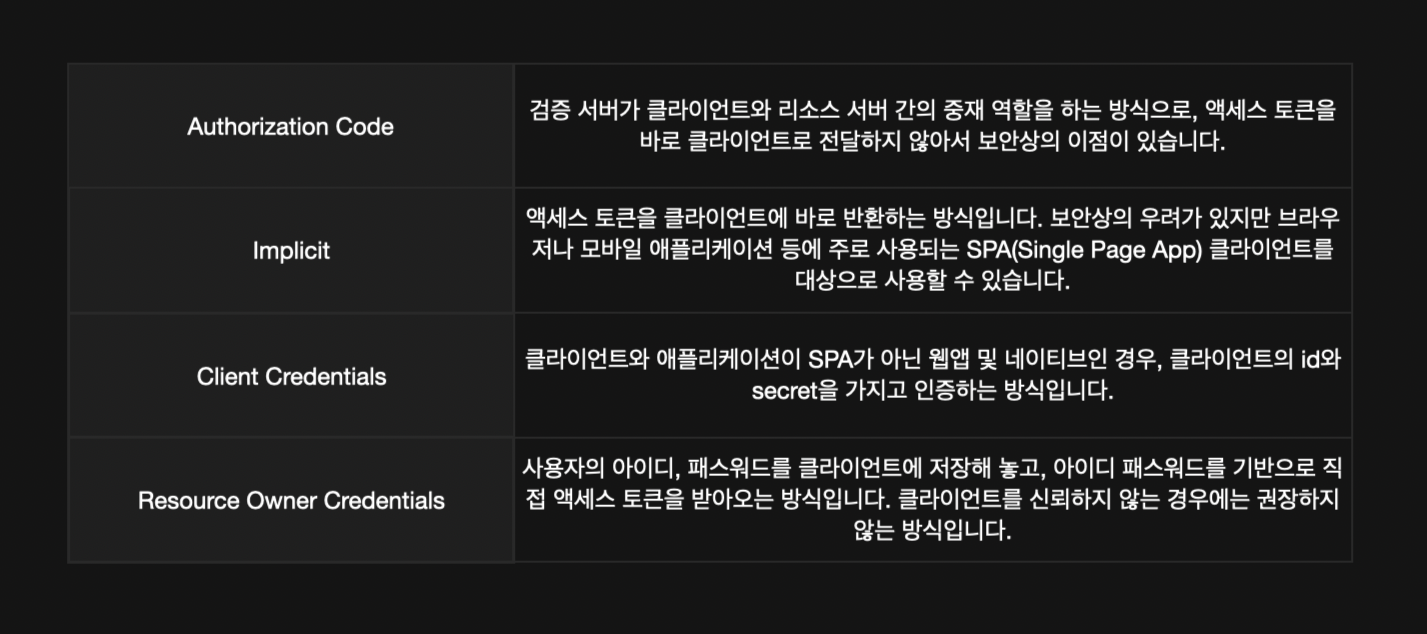 Authorization Code
검증 서버가 클라이언트와 리소스 서버 간의 중재 역할을 하는 방식으로, 액세스 토큰을
바로 클라이언트로 전달하지 않아서 보안상의 이점이 있습니다.
Implicit
액세스 토큰을 클라이언트에 바로 반환하는 방식입니다. 보안상의 우려가 있지만 브라우
저나 모바일 애플리케이션 등에 주로 사용되는 SPA(Single Page App) 클라이언트를
대상으로 사용할 수 있습니다.
Client Credentials
클라이언트와 애플리케이션이 SPA가 아닌 웹앱 및 네이티브인 경우, 클라이언트의 id와
secret을 가지고 인증하는 방식입니다.
Resource Owner Credentials
사용자의 아이디, 패스워드를 클라이언트에 저장해 놓고, 아이디 패스워드를 기반으로 직
접 액세스 토큰을 받아오는 방식입니다. 클라이언트를 신뢰하지 않는 경우에는 권장하지
않는 방식입니다.